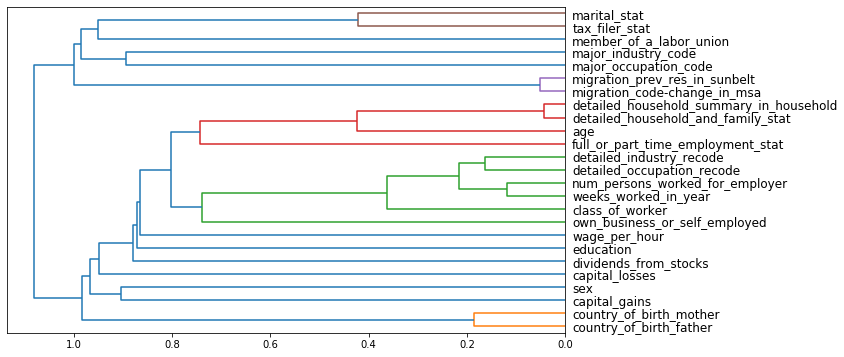 marital_stat
tax_filer_stat
member_of_a_labor_union
major_industry_code
major_occupation_code
migration_prev_res_in_sunbelt
migration_code-change_in_msa
detailed_household_summary_in_household
detailed_household_and_family_stat
age
full_or_part_time_employment_stat
detailed_industry_recode
detailed_occupation_recode
num_persons_worked_for_employer
weeks_worked_in_year
class_of_worker
own_business_or_self_employed
wage_per_hour
education
dividends_from_stocks
capital_losses
sex
capital_gains
country_of_birth_mother
country_of_birth_father
1.0 0.8 0.6 0.4 0.2 0.0